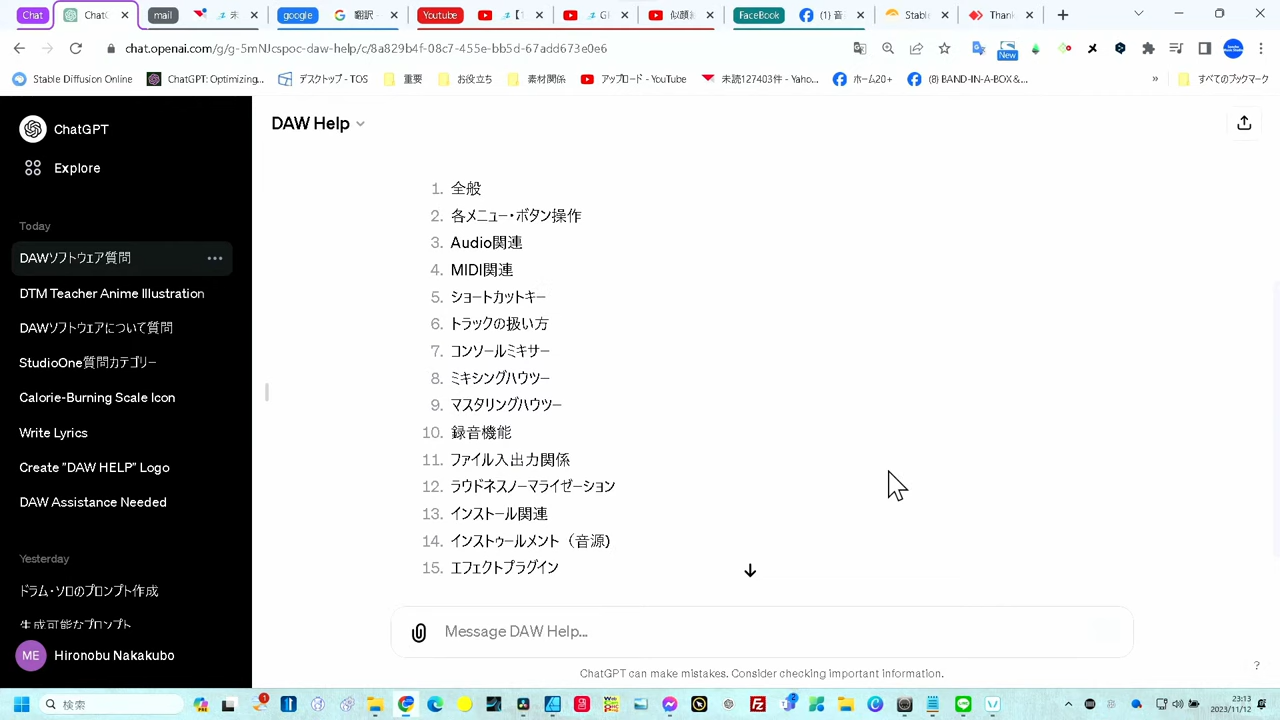 Chat
ChatG
mail
未
google
翻訳 -
Youtube
似顔絵
FaceBook
(1) 音
Stable
Thank
chat.openai.com/g/g-5mNJcspoc-daw-help/c/8a829b4f-08c7-455e-bb5d-67add673e0e6
New
Stable Diffusion Online
ChatGPT: Optimizing...
デスクトップ - TOS
重要
お役立ち
素材関係
アップロード - YouTube
未読127403件 - Yaho...
ホーム20+
(8) BAND-IN-A-BOX＆...
»
すべてのブックマーク
ChatGPT
DAW Help
Explore
Today
DAWソフトウェア質問
DTM Teacher Anime Illustration
DAWソフトウェアについて質問
StudioOne質問カテゴリー
Calorie-Burning Scale Icon
Write Lyrics
Create "DAW HELP" Logo
DAW Assistance Needed
Yesterday
ドラム・ソロのプロンプト作成
生成可能なプロンプト
ME
Hironobu Nakakubo
1. 全般
2. 各メニュー・ボタン操作
3. Audio関連
4. MIDI関連
5. ショートカットキー
6. トラックの扱い方
7. コンソールミキサー
8. ミキシングハウツー
9. マスタリングハウツー
10. 録音機能
11. ファイル入出力関係
12. ラウドネスノーマライゼーション
13. インストール関連
14. インストゥールメント（音源)
15. エフェクトプラグイン
Message DAW Help...
ChatGPT can make mistakes. Consider checking important information.
?
検索
23:13
2023/11/12